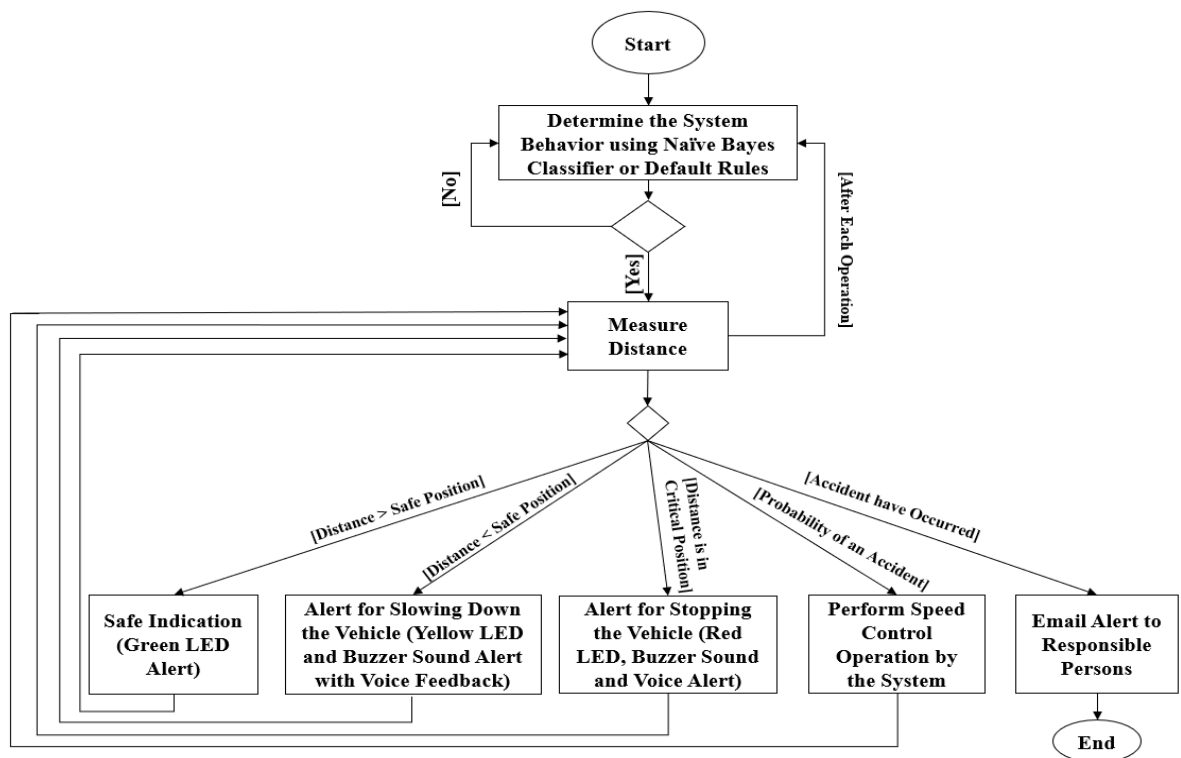 Start
Determine the System
Behavior using Naïve Bayes
Classifier or Default Rules
[No]
[After Each Operation]
[Yes]
Measure
Distance
[Distance > Safe Position]
[Distance < Safe Position]
[Distance is in
Critical Position]
[Probability of an Accident]
[Accident have Occurred]
Safe Indication
(Green LED
Alert)
Alert for Slowing Down
the Vehicle (Yellow LED
and Buzzer Sound Alert
with Voice Feedback)
Alert for Stopping
the Vehicle (Red
LED, Buzzer Sound
and Voice Alert)
Perform Speed
Control
Operation by
the System
Email Alert to
Responsible
Persons
End